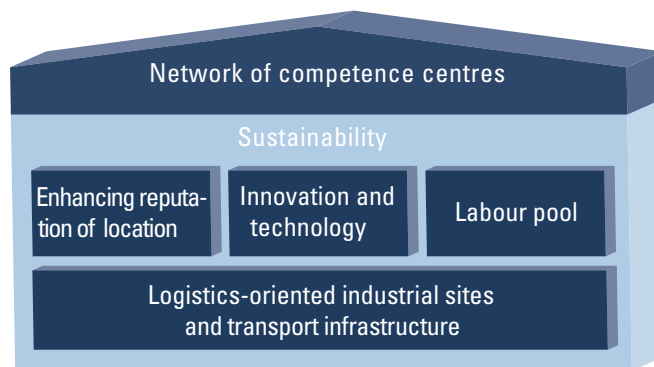 Network of competence centres
Sustainability
Enhancing reputa-
tion of location
Innovation and
technology
Labour pool
Logistics-oriented industrial sites
and transport infrastructure